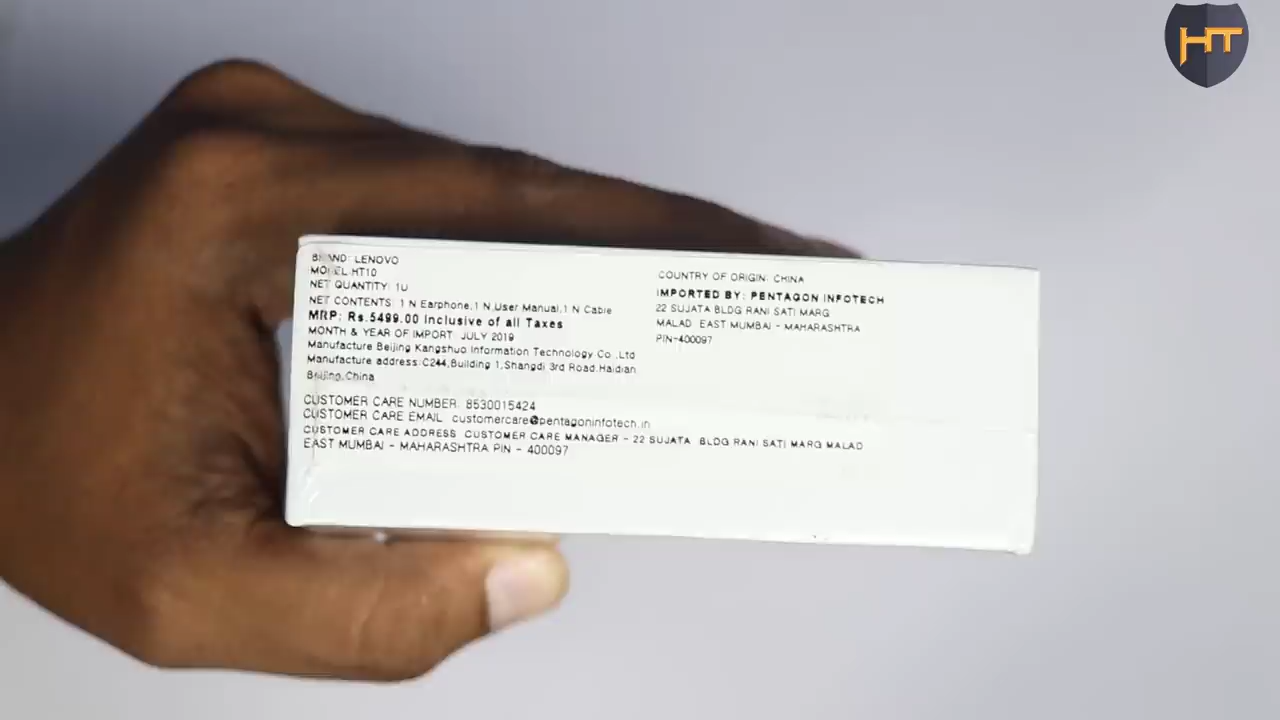 HT
BRAND: LENOVO
MODEL:HT10
NET QUANTITY: 1U
NET CONTENTS: 1 N Earphone,1 N,User Manual,1 N Cable
MRP: Rs.5499.00 Inclusive of all Taxes
MONTH & YEAR OF IMPORT: JULY 2019
Manufacture Beijing Kangshuo Information Technology Co .,Ltd
Manufacture address:C244,Building 1,Shangdi 3rd Road,Haidian
Beijing,China
CUSTOMER CARE NUMBER: 8530015424
CUSTOMER CARE EMAIL: customercare@pentagoninfotech.in
CUSTOMER CARE ADDRESS: CUSTOMER CARE MANAGER - 22 SUJATA BLDG RANI SATI MARG MALAD
EAST MUMBAI - MAHARASHTRA PIN - 400097
COUNTRY OF ORIGIN: CHINA
IMPORTED BY: PENTAGON INFOTECH
22 SUJATA BLDG RANI SATI MARG
MALAD EAST MUMBAI - MAHARASHTRA
PIN-400097